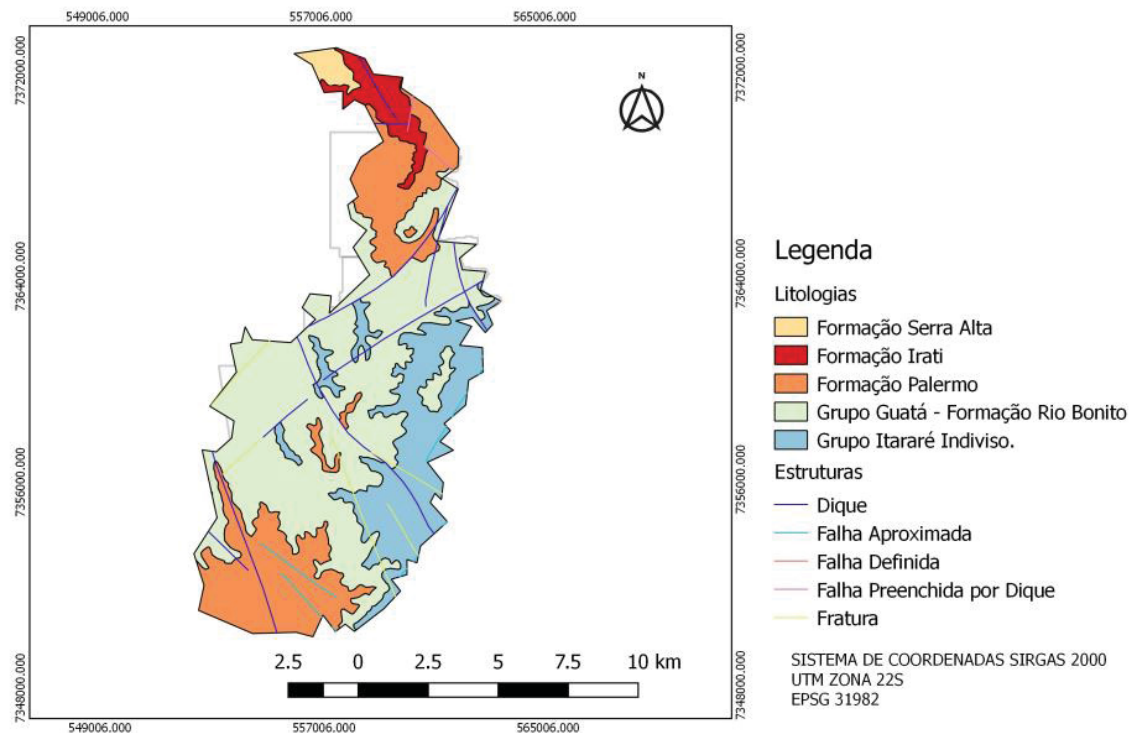 549006.000
557006.000
565006.000
7372000.000
7372000.000
N
7364000.000
7364000.000
7356000.000
7356000.000
7348000.000
7348000.000
Legenda
Litologias
Formação Serra Alta
Formação Irati
Formação Palermo
Grupo Guatá - Formação Rio Bonito
Grupo Itararé Indiviso.
Estruturas
Dique
Falha Aproximada
Falha Definida
Falha Preenchida por Dique
Fratura
2.5 0 2.5 5 7.5 10 km
SISTEMA DE COORDENADAS SIRGAS 2000
UTM ZONA 22S
EPSG 31982
549006.000
557006.000
565006.000